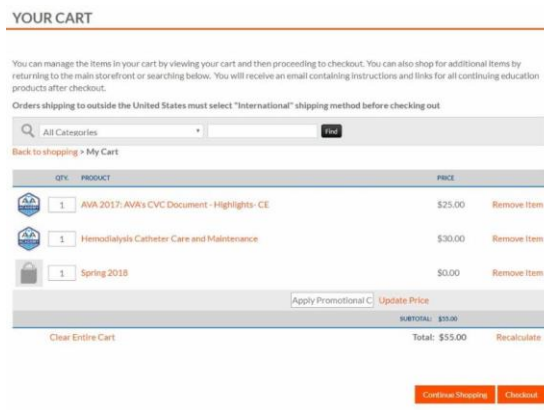 YOUR CART
You can manage the items in your cart by viewing your cart and then proceeding to checkout. You can also shop for additional items by
returning to the main storefront or searching below. You will receive an email containing instructions and links for all continuing education
products after checkout.
Orders shipping to outside the United States must select "International" shipping method before checking out
All Categories Find
Back to shopping > My Cart
QTY. PRODUCT PRICE
1 AVA 2017: AVA's CVC Document - Highlights- CE $25.00 Remove Item
1 Hemodialysis Catheter Care and Maintenance $30.00 Remove Item
1 Spring 2018 $0.00 Remove Item
Apply Promotional C Update Price
SUBTOTAL: $55.00
Clear Entire Cart Total: $55.00 Recalculate
Continue Shopping Checkout